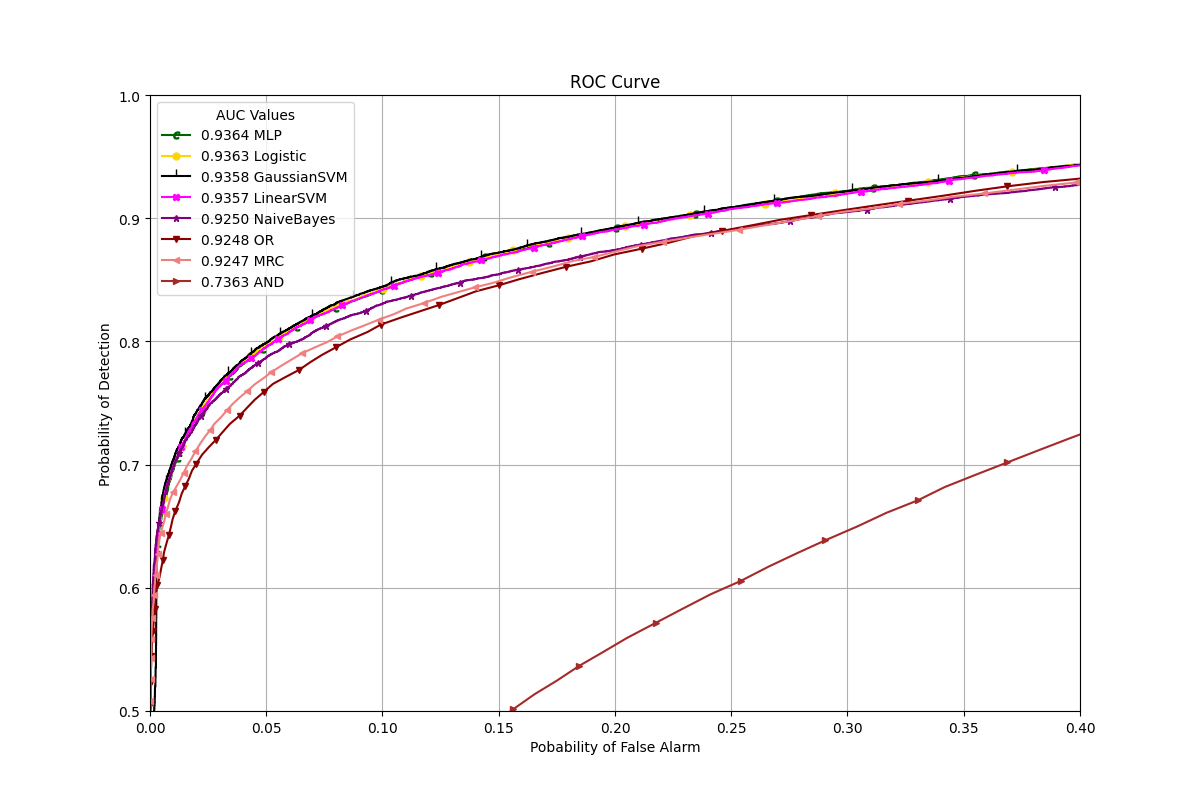 ROC Curve
AUC Values
0.9364 MLP
0.9363 Logistic
0.9358 GaussianSVM
0.9357 LinearSVM
0.9250 NaiveBayes
0.9248 OR
0.9247 MRC
0.7363 AND
Probability of Detection
1.0
0.9
0.8
0.7
0.6
0.5
0.00 0.05 0.10 0.15 0.20 0.25 0.30 0.35 0.40
Pobability of False Alarm